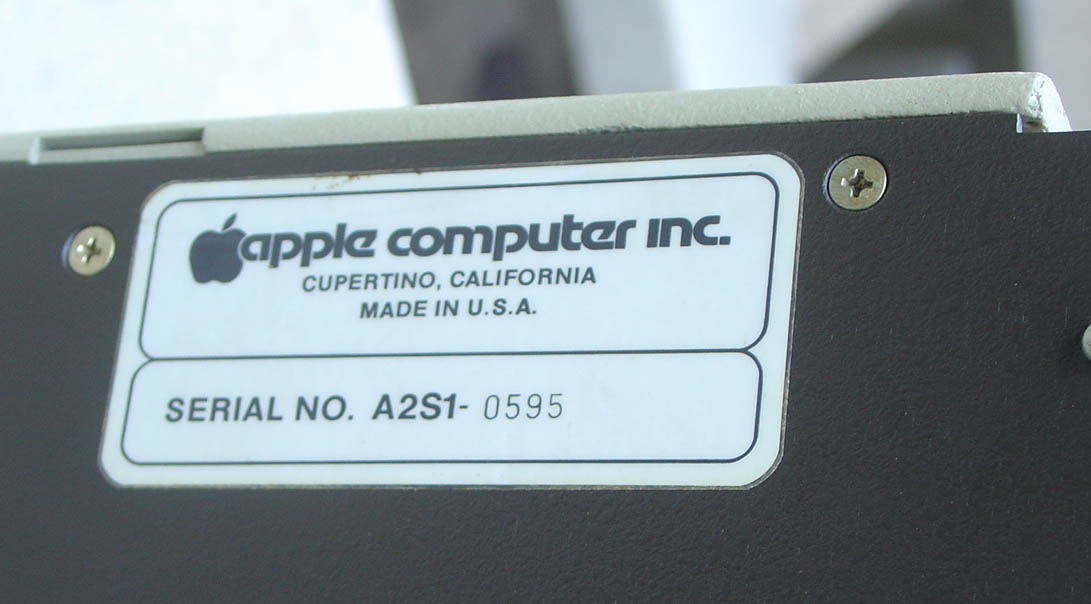 apple computer inc.
CUPERTINO, CALIFORNIA
MADE IN U.S.A.
SERIAL NO. A2S1- 0595